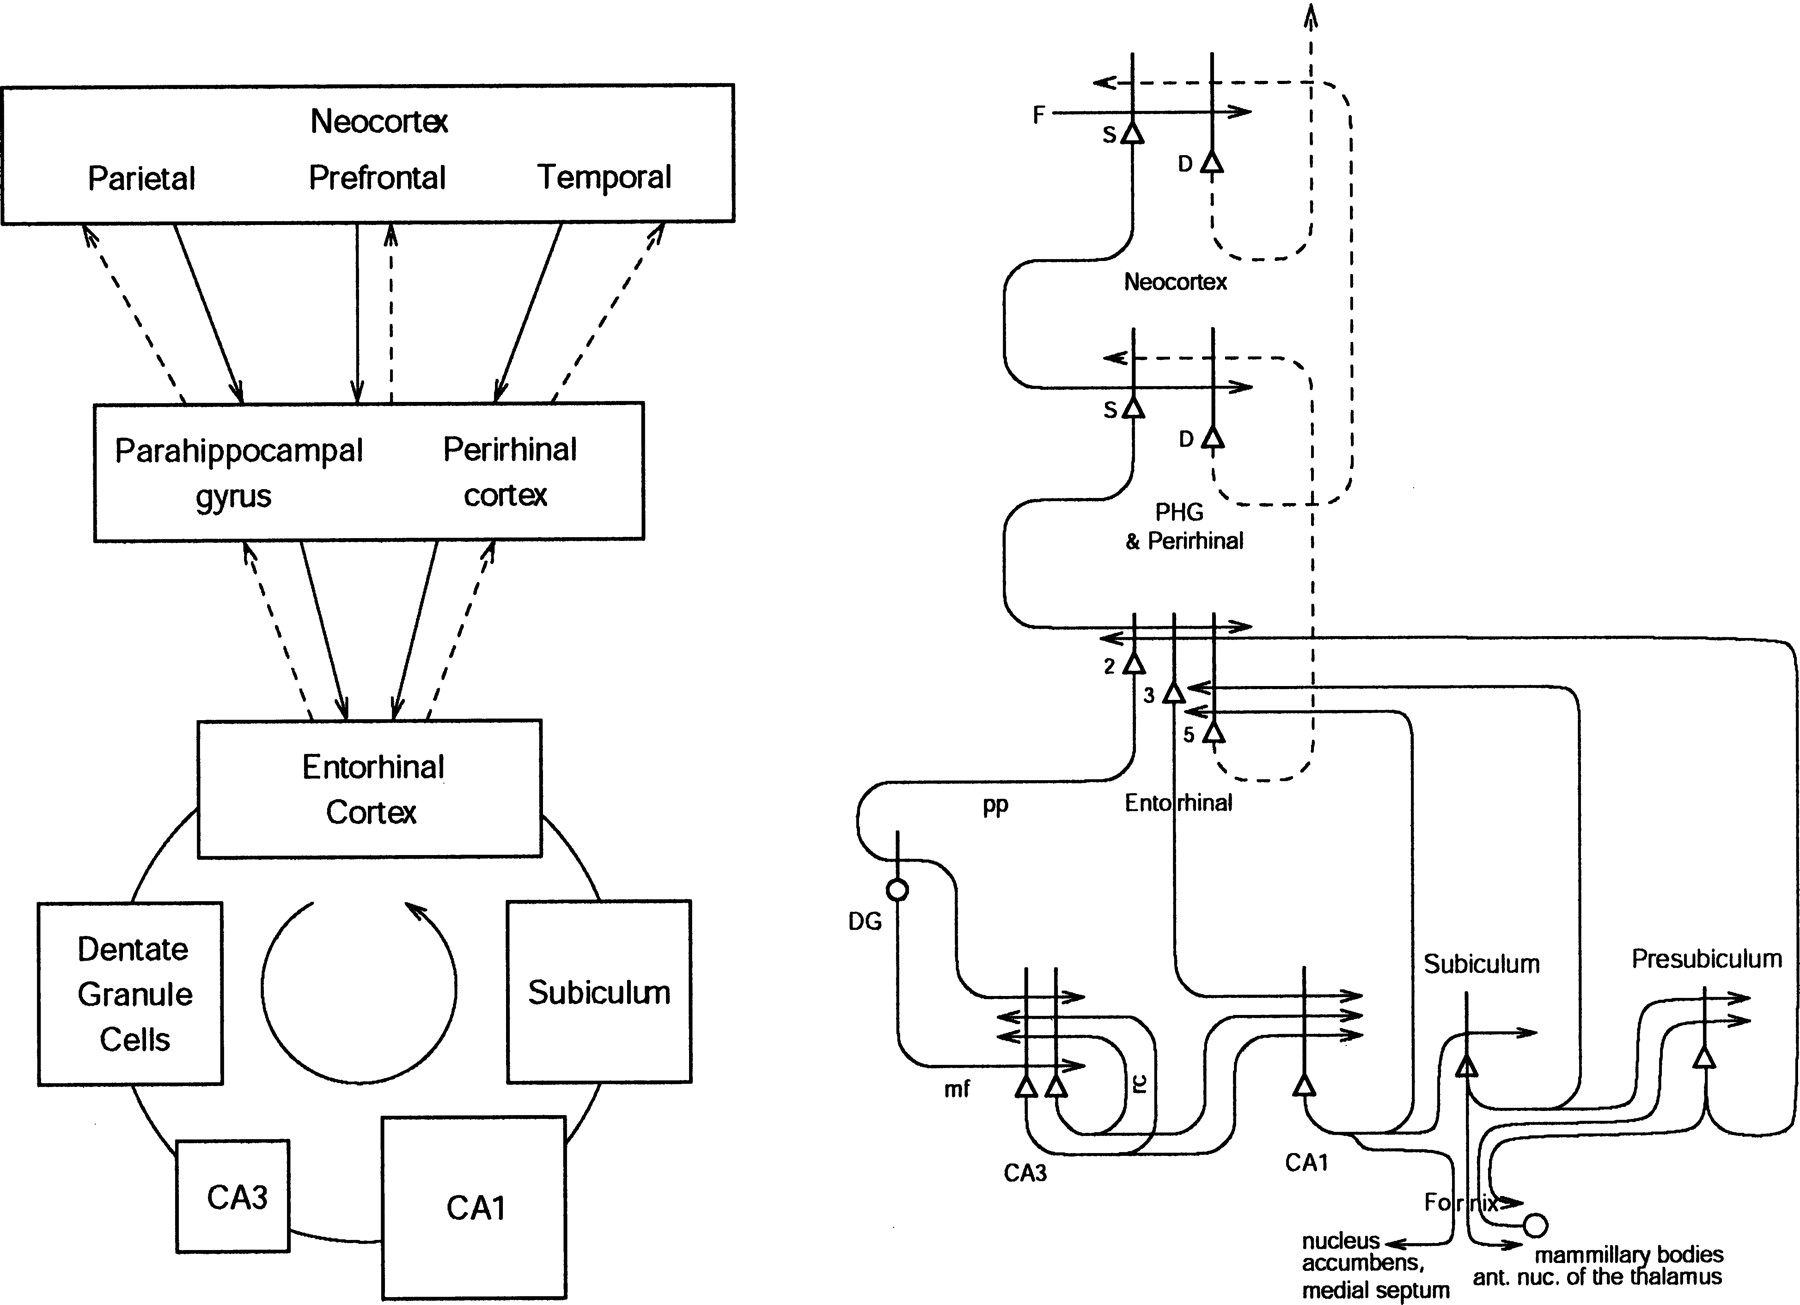 Neocortex
Parietal Prefrontal Temporal
Parahippocampal gyrus
Perirhinal cortex
Entorhinal
Cortex
Dentate
Granule
Cells
Subiculum
CA3
CA1
F
S
D
Neocortex
S
D
PHG
& Perirhinal
2
3
5
Entorhinal
pp
DG
mf
rc
CA3
CA1
Subiculum
Presubiculum
Fornix
nucleus
accumbens,
medial septum
mammillary bodies
ant. nuc. of the thalamus